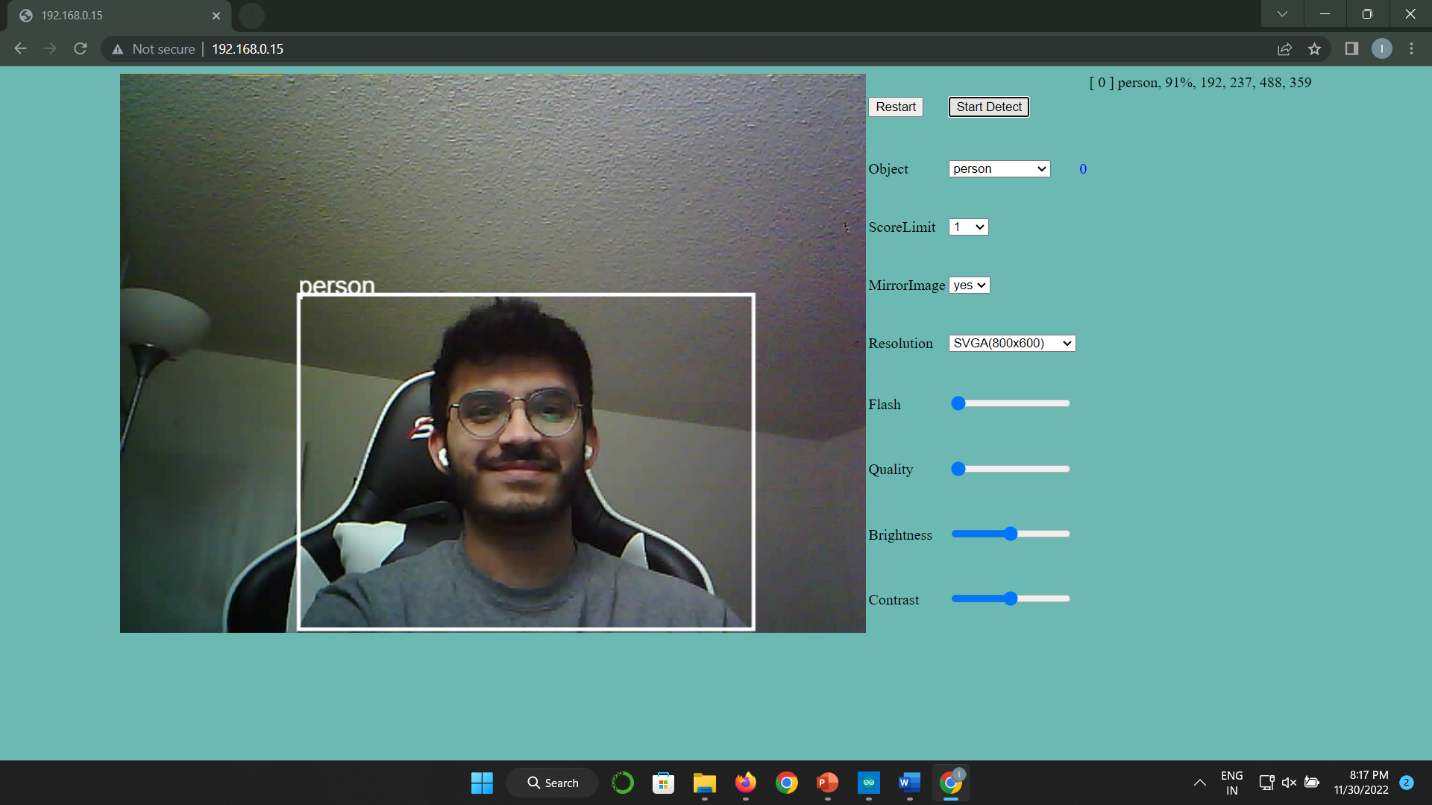 192.168.0.15
Not secure | 192.168.0.15
I
[ 0 ] person, 91%, 192, 237, 488, 359
Restart
Start Detect
Object
person
0
ScoreLimit
1
MirrorImage
yes
Resolution
SVGA(800x600)
Flash
Quality
Brightness
Contrast
person
Search
I
ENG
IN
8:17 PM
11/30/2022
2